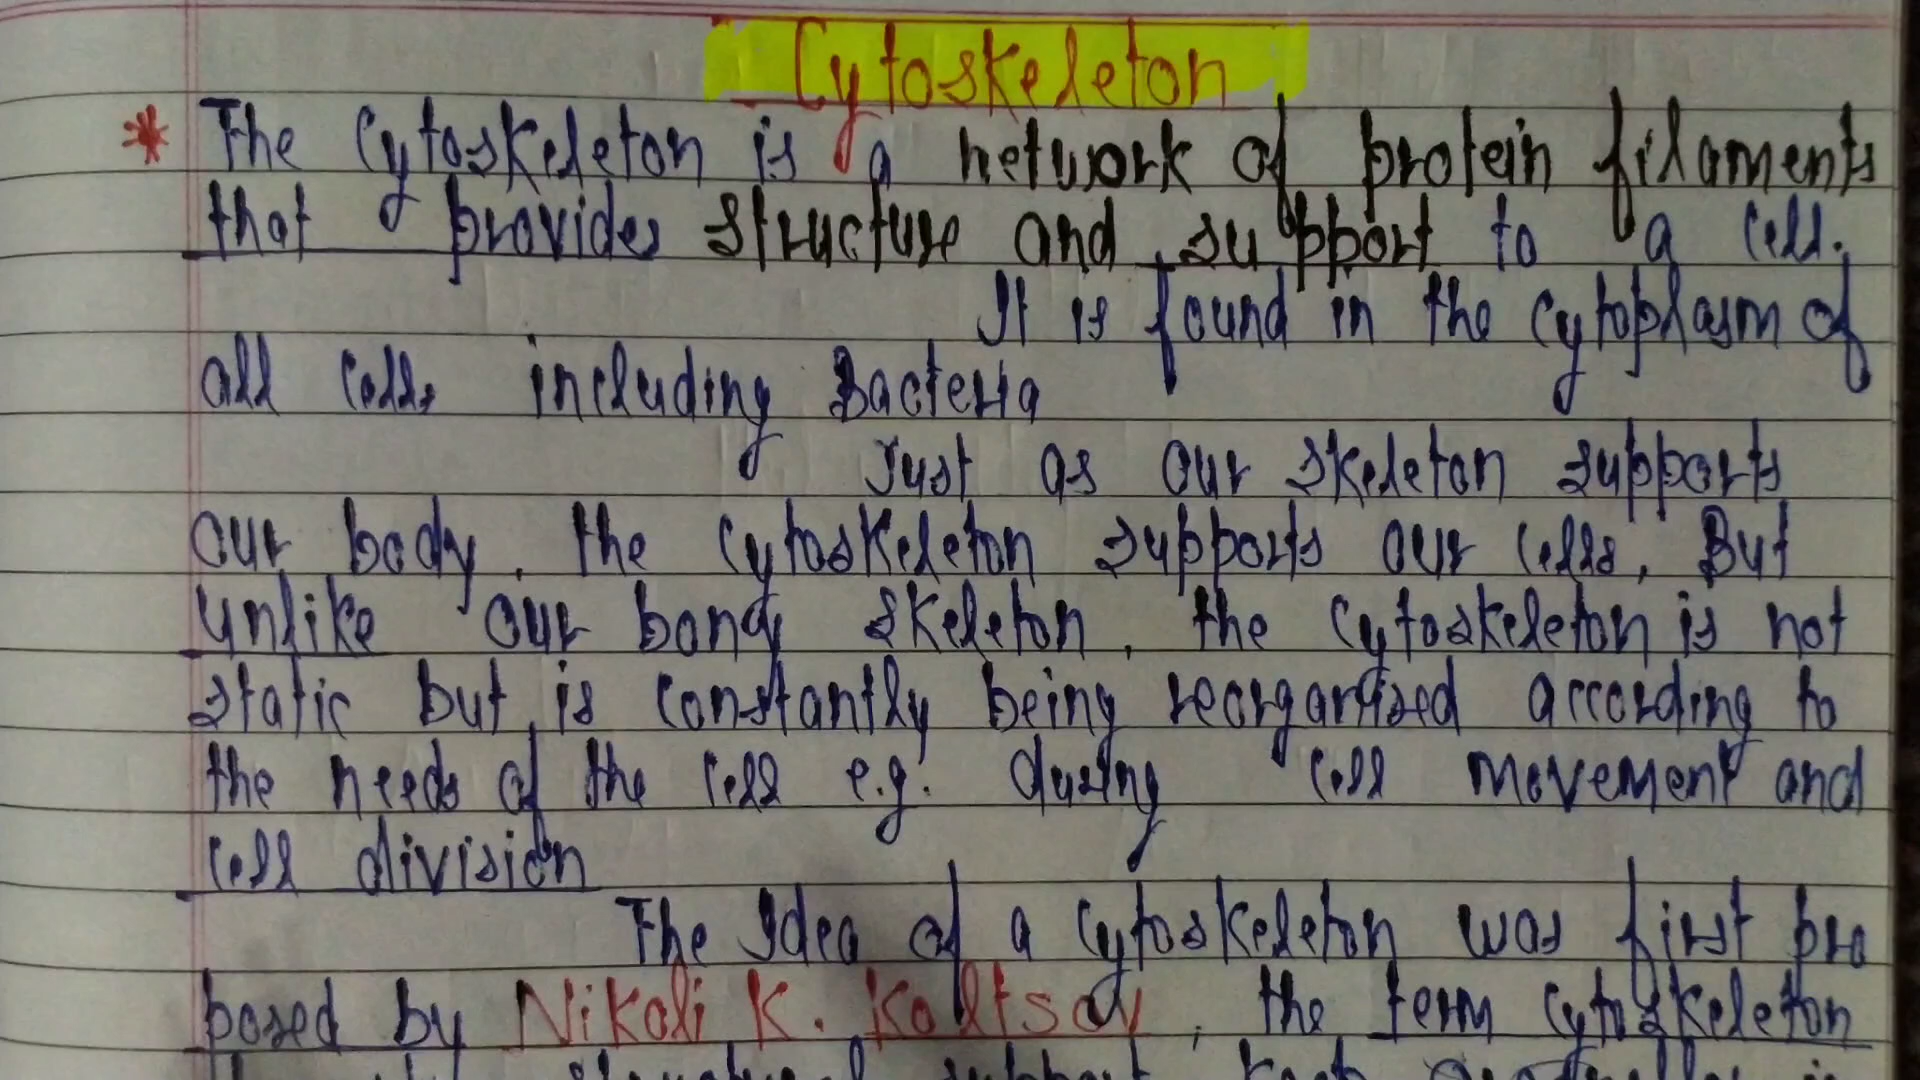 Cytoskeleton
* The Cytoskeleton is a network of protein filaments
that provides structure and support to a cell.
It is found in the cytoplasm of
all cells including Bacteria
Just as our skeleton supports
our body, the cytoskeleton supports our cells, But
unlike our bony skeleton, the cytoskeleton is not
static but is constantly being reorganised according to
the needs of the cell e.g. during cell movement and
cell division
The Idea of a cytoskeleton was first pro
posed by Nikoli K. Koltsov, the term cytoskeleton
support, keep